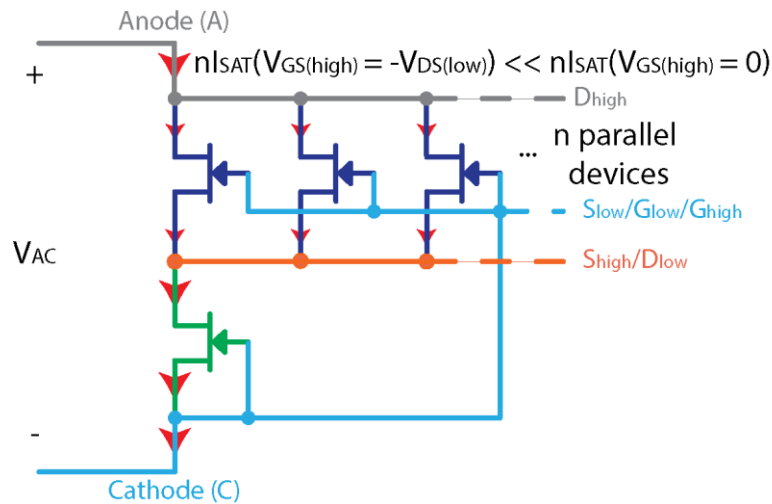 Anode (A)
+
nISAT(VGS(high) = -VDS(low)) << nISAT(VGS(high) = 0)
Dhigh
... n parallel
devices
Slow/Glow/Ghigh
VAC
Shigh/Dlow
-
Cathode (C)